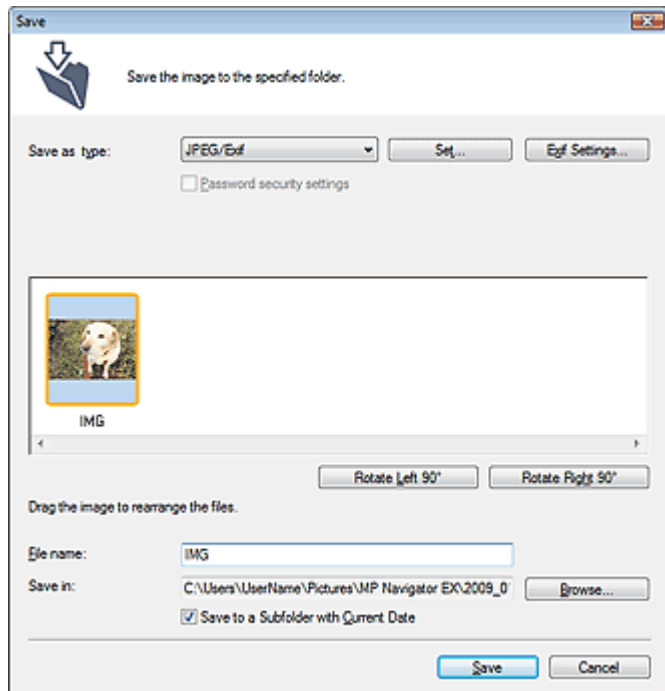 Save
Save the image to the specified folder.
Save as type: JPEG/Exif Set... Exif Settings...
Password security settings
IMG
Rotate Left 90° Rotate Right 90°
Drag the image to rearrange the files.
File name: IMG
Save in: C:\Users\UserName\Pictures\MP Navigator EX\2009_0 Browse...
Save to a Subfolder with Current Date
Save Cancel